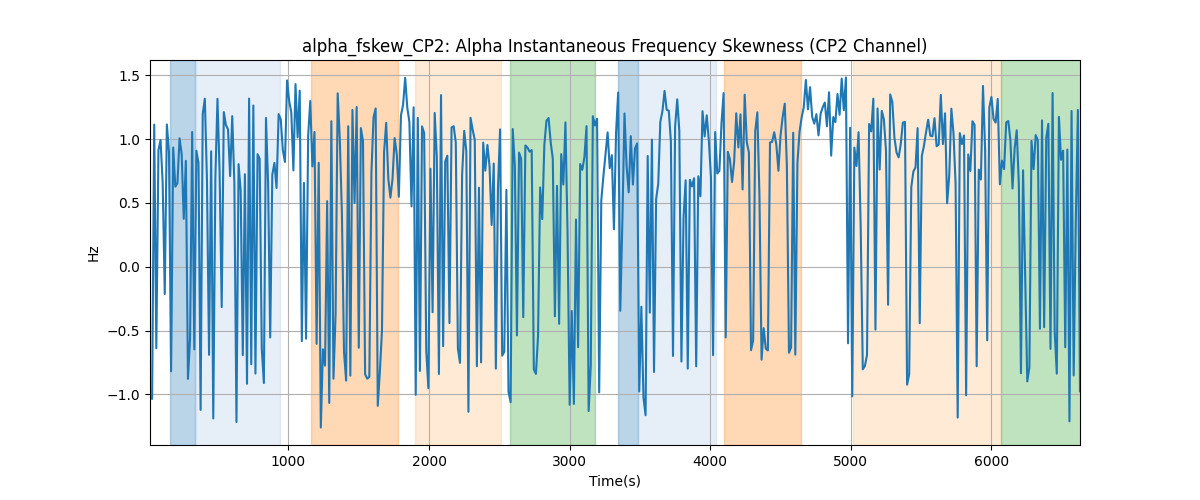 alpha_fskew_CP2: Alpha Instantaneous Frequency Skewness (CP2 Channel)
1.5
1.0
0.5
0.0
−0.5
−1.0
Hz
1000 2000 3000 4000 5000 6000
Time(s)